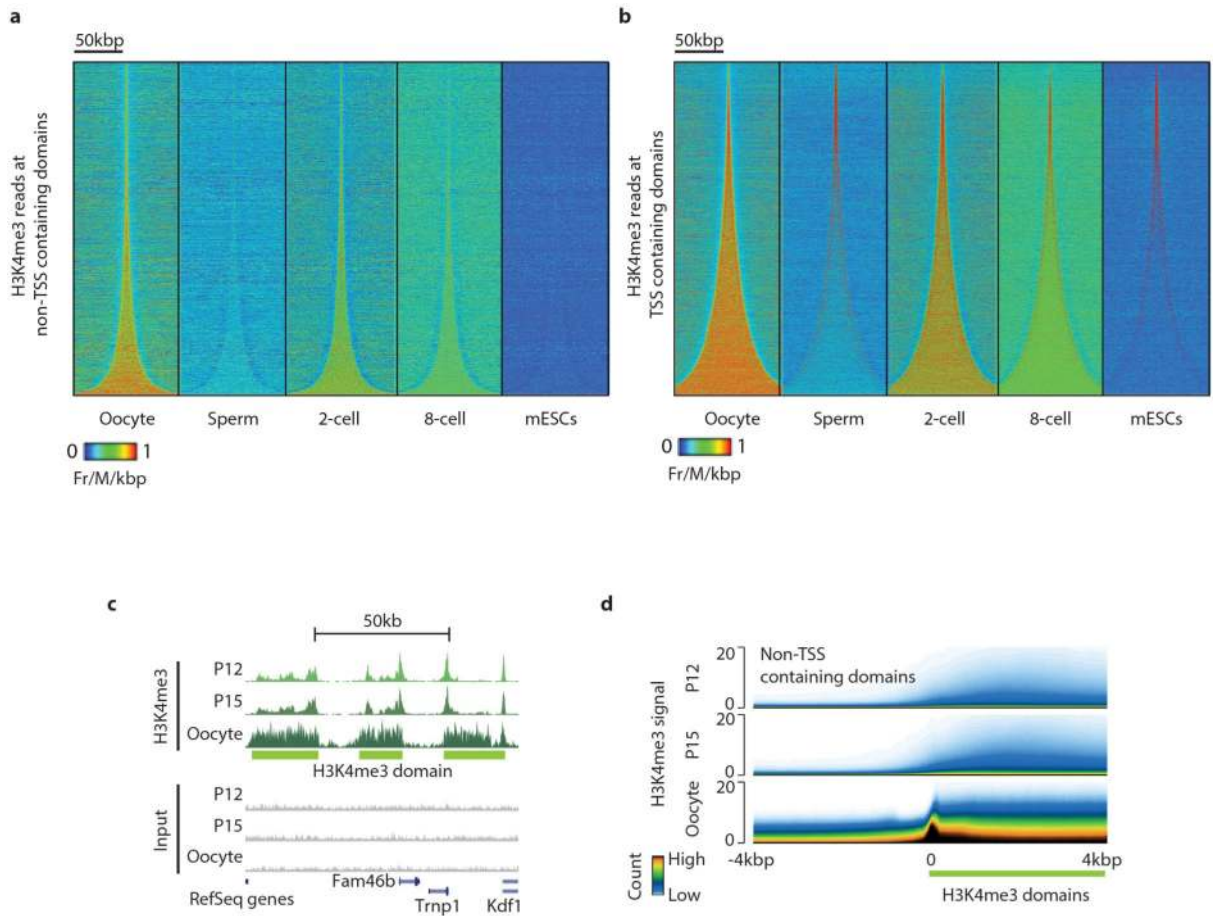 a
50kbp
H3K4me3 reads at
non-TSS containing domains
Oocyte Sperm 2-cell 8-cell mESCs
0 1
Fr/M/kbp
b
50kbp
H3K4me3 reads at
TSS containing domains
Oocyte Sperm 2-cell 8-cell mESCs
0 1
Fr/M/kbp
c
50kb
H3K4me3
P12
P15
Oocyte
H3K4me3 domain
Input
P12
P15
Oocyte
Fam46b
RefSeq genes
Trnp1 Kdf1
d
H3K4me3 signal
P12
20
0
Non-TSS
containing domains
P15
20
0
Oocyte
20
0
-4kbp 0 4kbp
Count
High
Low
H3K4me3 domains